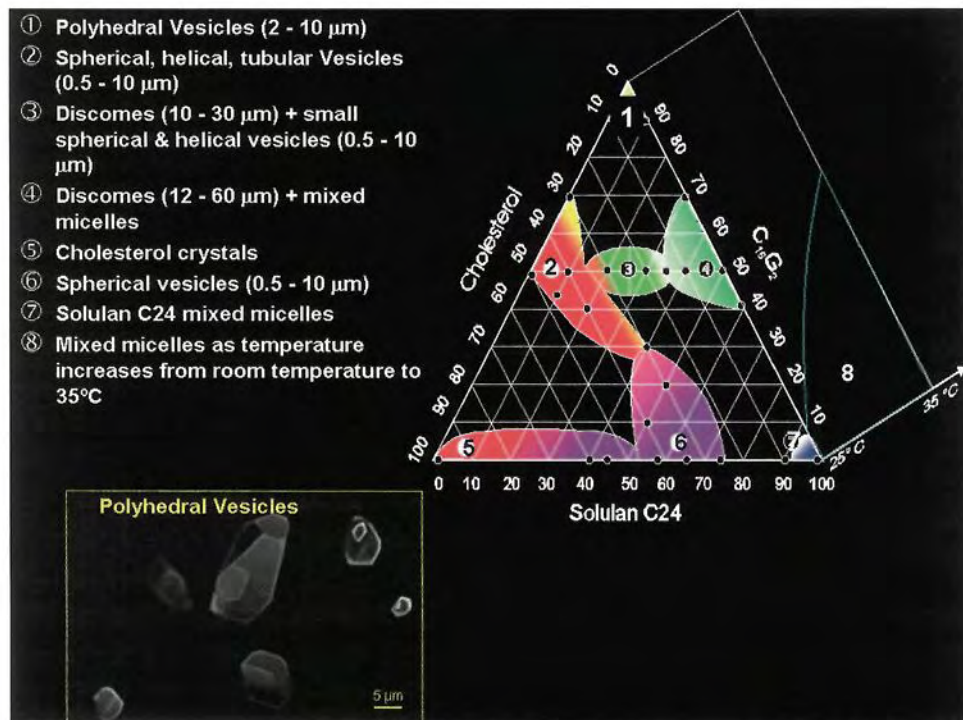 ① Polyhedral Vesicles (2 - 10 µm)
② Spherical, helical, tubular Vesicles
(0.5 - 10 µm)
③ Discomes (10 - 30 µm) + small
spherical & helical vesicles (0.5 - 10
µm)
④ Discomes (12 - 60 µm) + mixed
micelles
⑤ Cholesterol crystals
⑥ Spherical vesicles (0.5 - 10 µm)
⑦ Solulan C24 mixed micelles
⑧ Mixed micelles as temperature
increases from room temperature to
35ºC
Cholesterol
0
10
20
30
40
50
60
70
80
90
100
C₁₆G₂
90
80
70
60
50
40
30
20
10
1
2
3
4
5
6
7
8
25 °C
35 °C
0 10 20 30 40 50 60 70 80 90 100
Solulan C24
Polyhedral Vesicles
5 µm